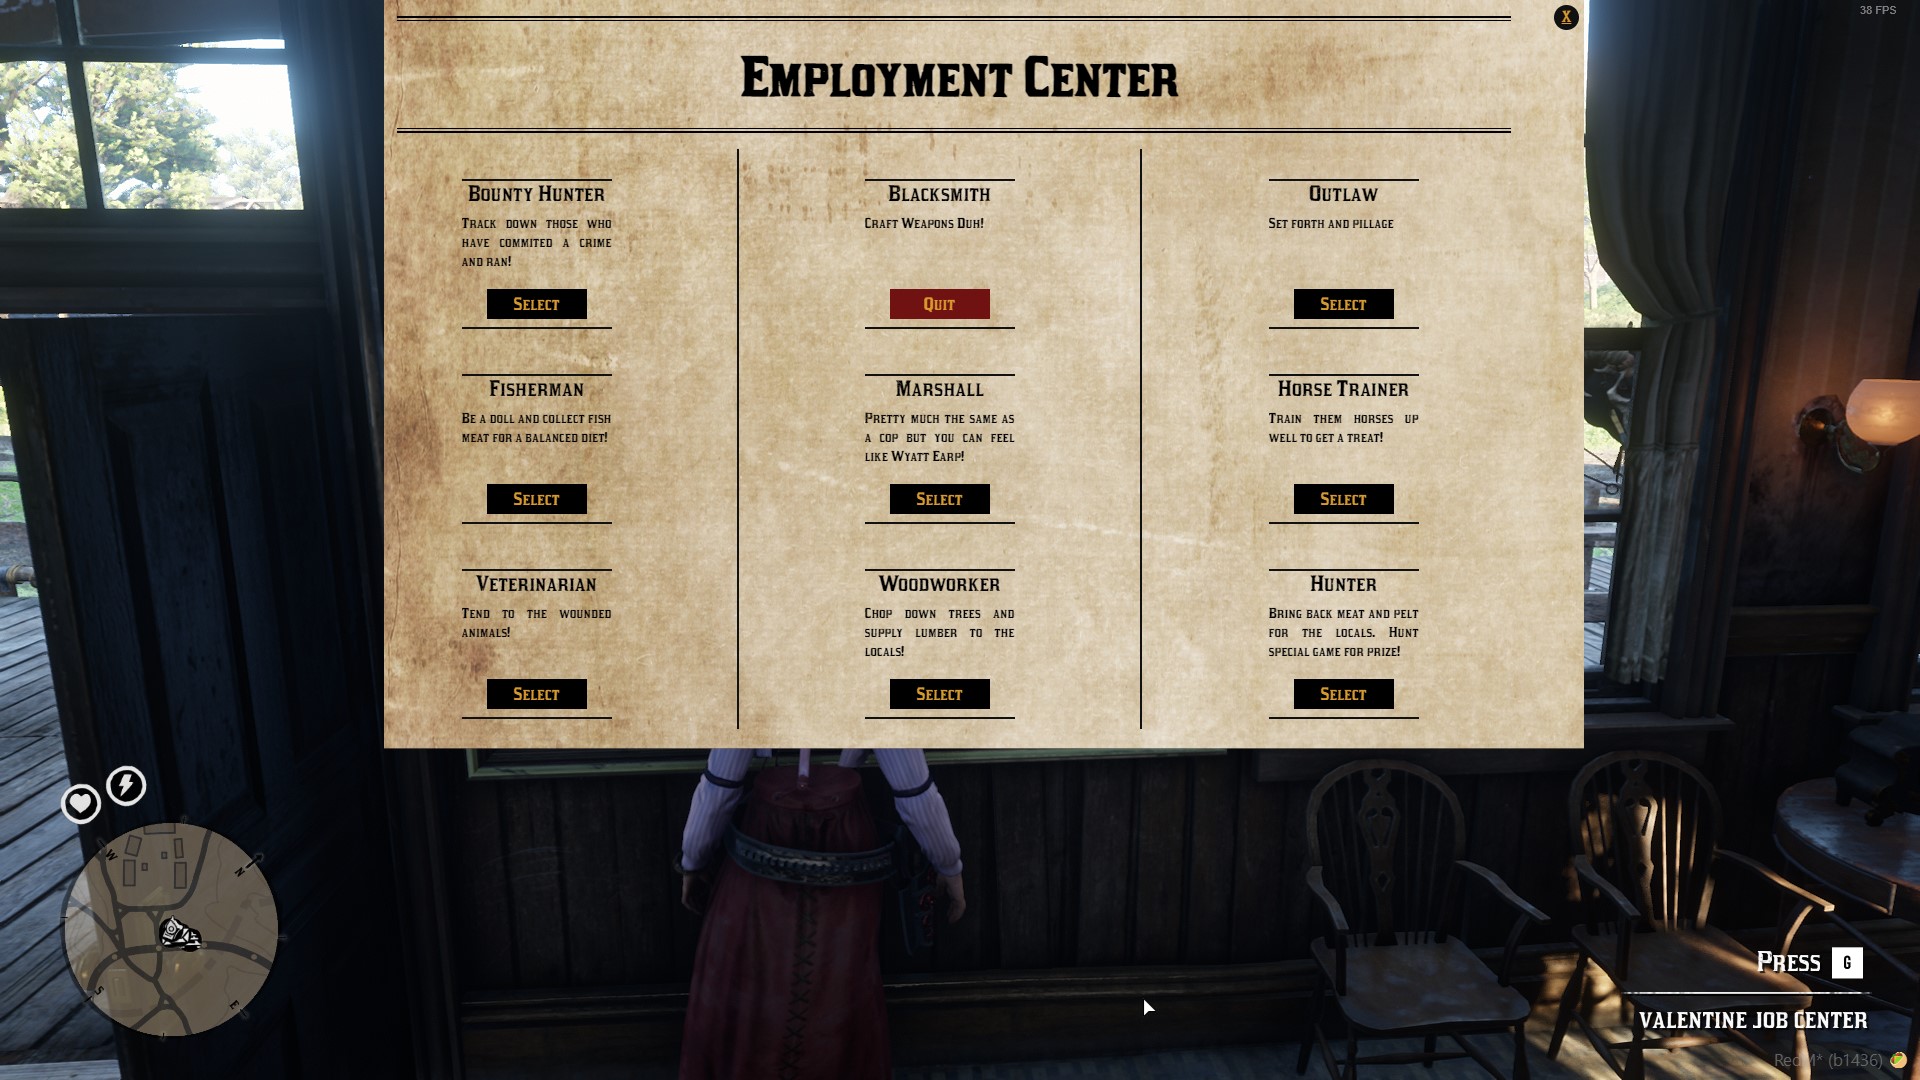 38 FPS
X
Employment Center
Bounty Hunter
Track down those who
have commited a crime
and ran!
Select
Blacksmith
Craft Weapons Duh!
Quit
Outlaw
Set forth and pillage
Select
Fisherman
Be a doll and collect fish
meat for a balanced diet!
Select
Marshall
Pretty much the same as
a cop but you can feel
like Wyatt Earp!
Select
Horse Trainer
Train them horses up
well to get a treat!
Select
Veterinarian
Tend to the wounded
animals!
Select
Woodworker
Chop down trees and
supply lumber to the
locals!
Select
Hunter
Bring back meat and pelt
for the locals. Hunt
special game for prize!
Select
W
N
S
E
Press G
Valentine Job Center
RedM* (b1436)